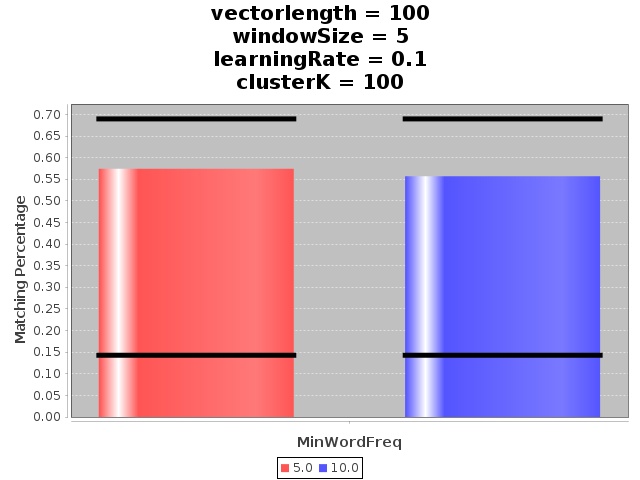 vectorlength = 100
windowSize = 5
learningRate = 0.1
clusterK = 100
Matching Percentage
0.70
0.65
0.60
0.55
0.50
0.45
0.40
0.35
0.30
0.25
0.20
0.15
0.10
0.05
0.00
MinWordFreq
5.0 10.0